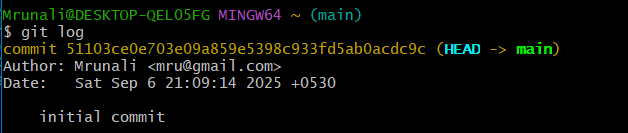 Mrunali@DESKTOP-QEL05FG MINGW64 ~ (main)
$ git log
commit 51103ce0e703e09a859e5398c933fd5ab0acdc9c (HEAD -> main)
Author: Mrunali <mru@gmail.com>
Date:   Sat Sep 6 21:09:14 2025 +0530
    initial commit